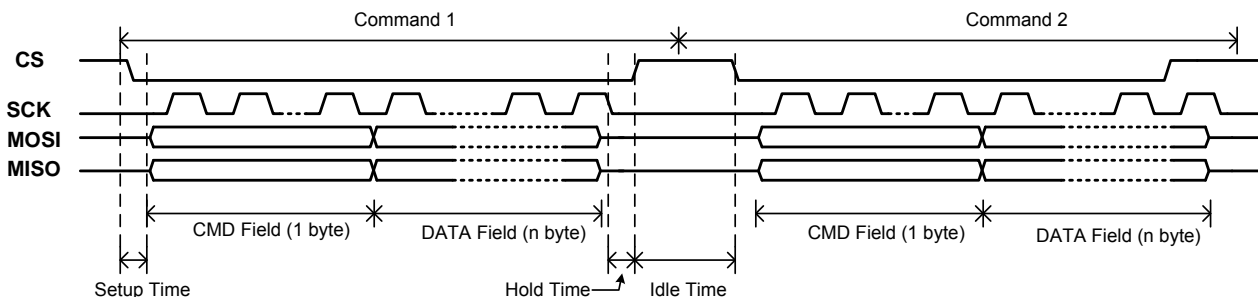 Command 1
Command 2
CS
SCK
MOSI
MISO
CMD Field (1 byte)
DATA Field (n byte)
CMD Field (1 byte)
DATA Field (n byte)
Setup Time
Hold Time
Idle Time